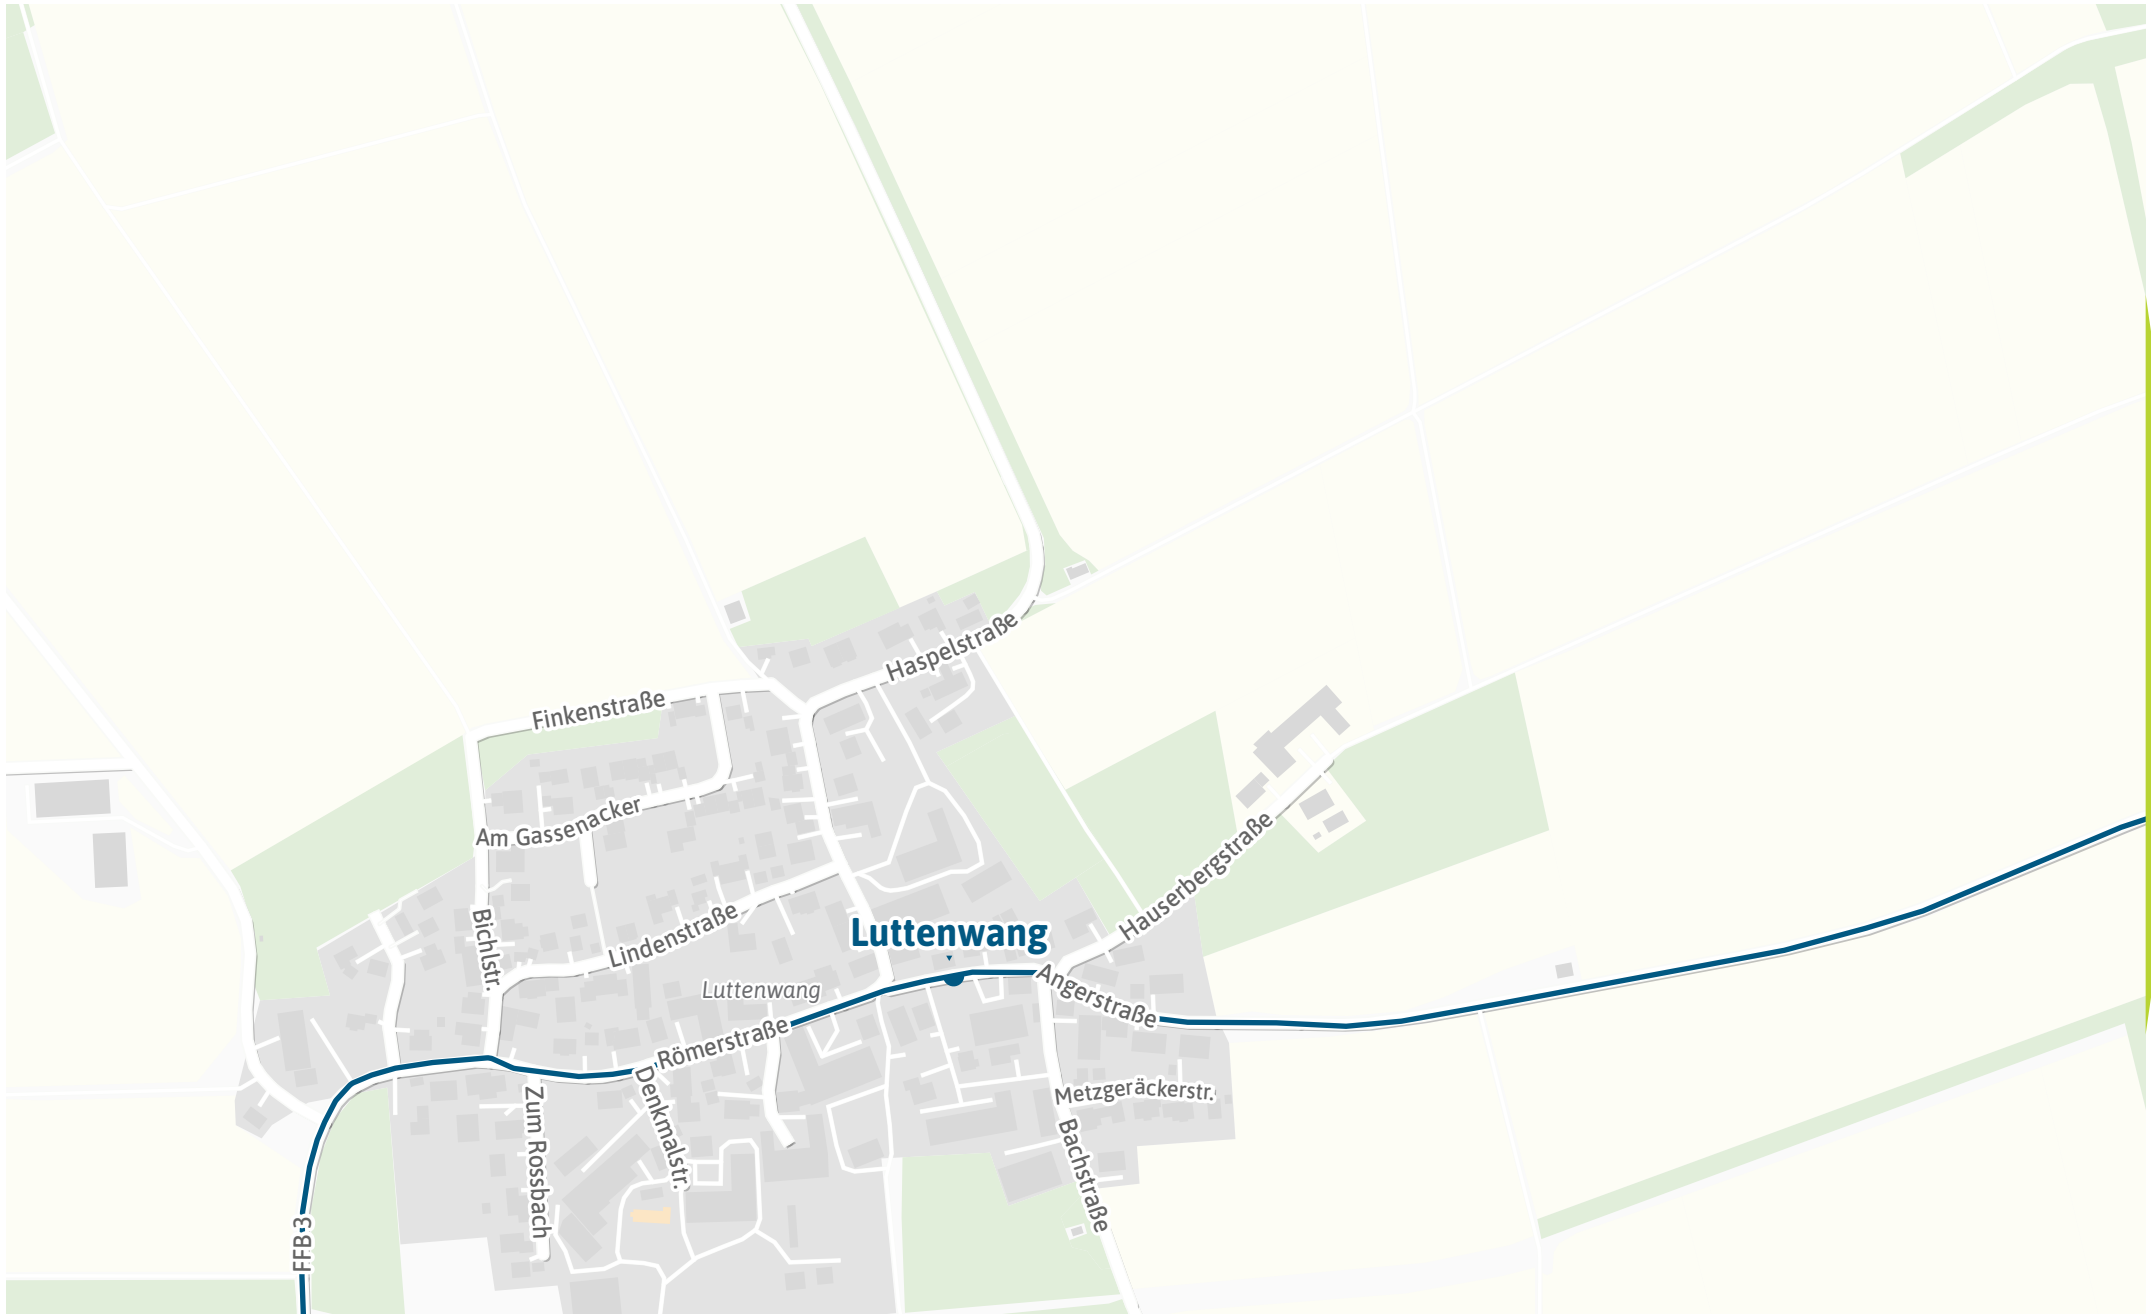 Haspelstraße
Finkenstraße
Am Gassenacker
Hauserbergstraße
Bichlstr.
Lindenstraße
Luttenwang
Luttenwang
Angerstraße
Römerstraße
Denkmalstr.
Zum Rossbach
Metzgeräckerstr.
Bachstraße
FFB 3